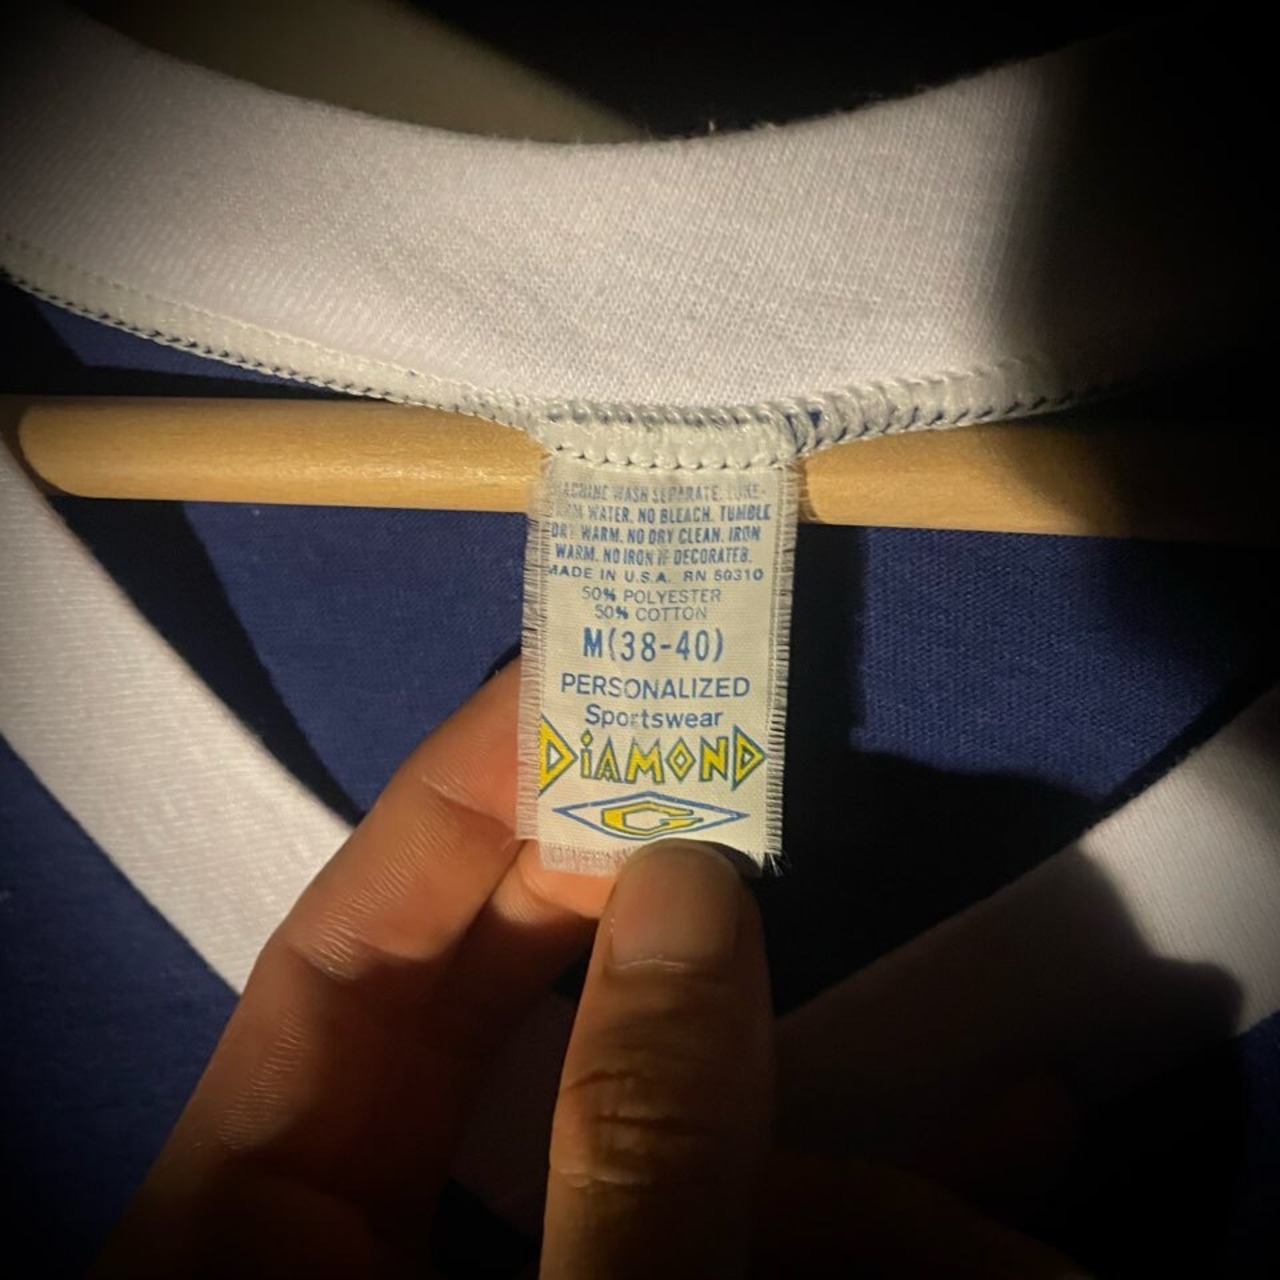 MACHINE WASH SEPARATE. LUKE-
WARM WATER. NO BLEACH. TUMBLE
DRY WARM. NO DRY CLEAN. IRON
WARM. NO IRON IF DECORATED.
MADE IN U.S.A. RN 50310
50% POLYESTER
50% COTTON
M(38-40)
PERSONALIZED
Sportswear
DiAMOND
G